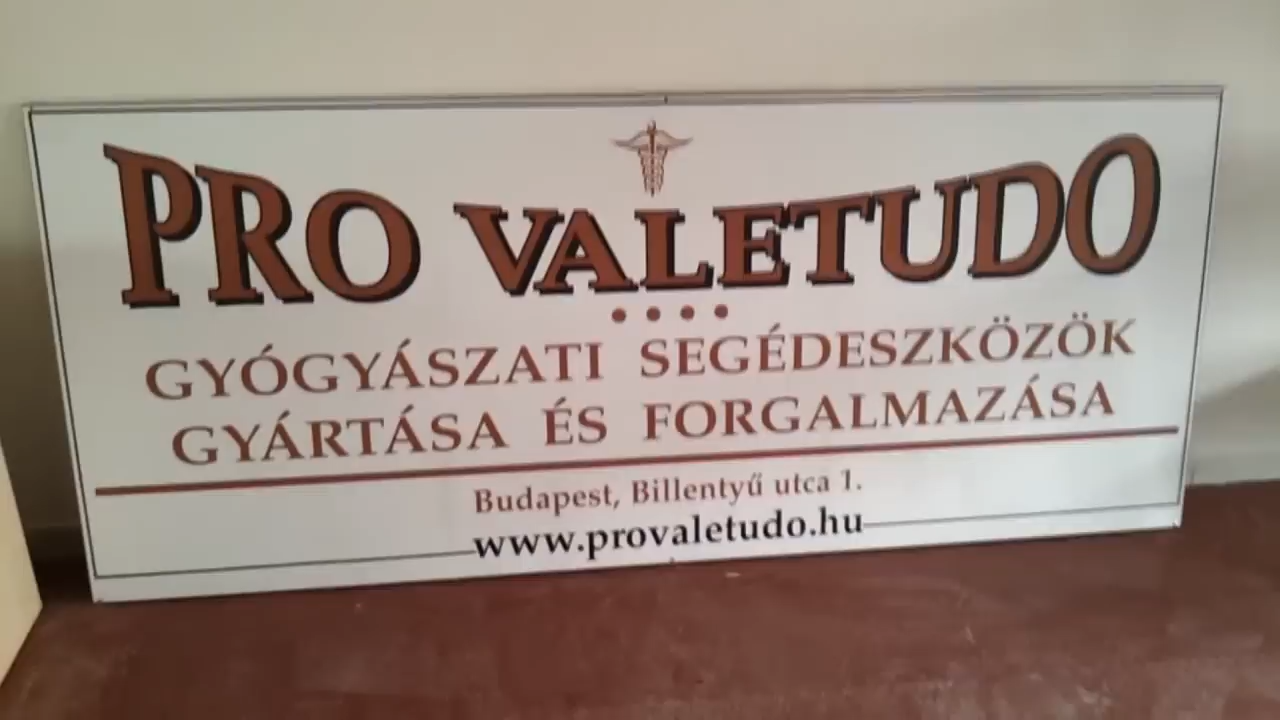 PRO VALETUDO
GYÓGYÁSZATI SEGÉDESZKÖZÖK
GYÁRTÁSA ÉS FORGALMAZÁSA
Budapest, Billentyű utca 1.
www.provaletudo.hu